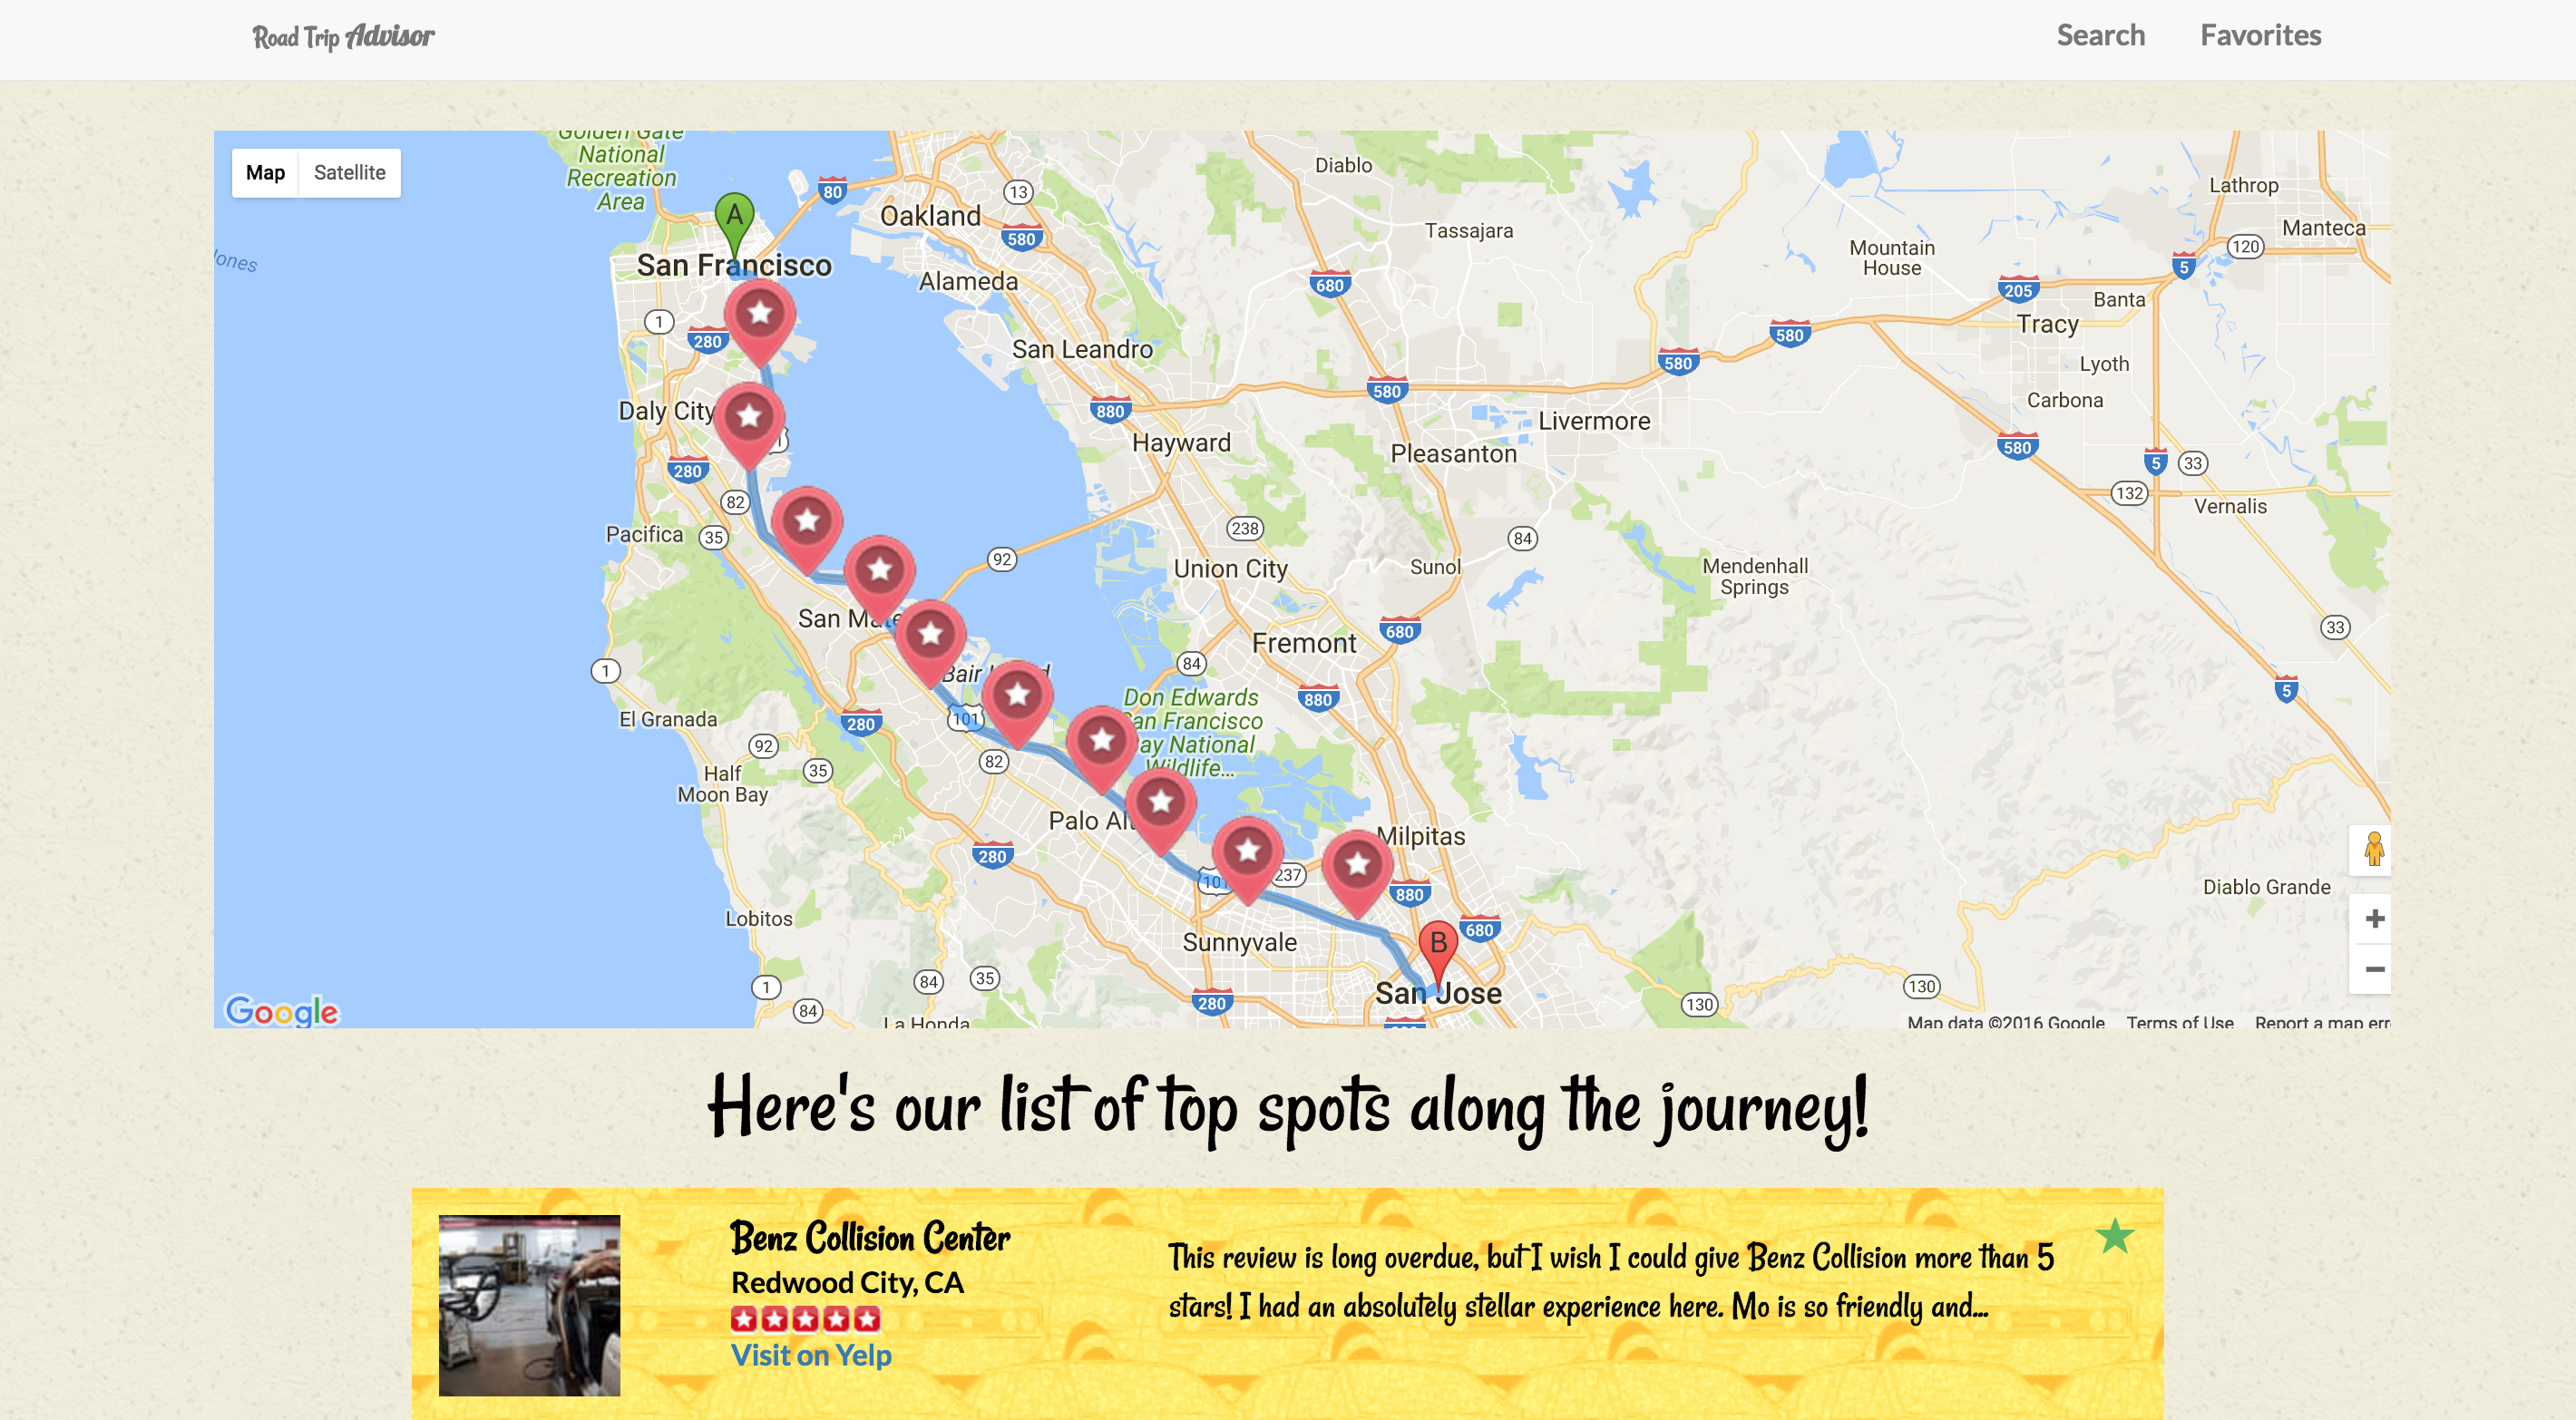 Road Trip Advisor
Search
Favorites
Map
Satellite
Golden Gate
National
Recreation
Area
80
13
Oakland
580
Diablo
Lathrop
Tassajara
Manteca
120
Mountain
House
5
A
San Francisco
Alameda
680
205
Banta
Tracy
1
280
San Leandro
580
580
Lyoth
Carbona
Daly City
880
580
Livermore
Hayward
Pleasanton
580
280
5
33
132
Vernalis
82
Pacifica
35
238
84
92
Union City
Sunol
Mendenhall
Springs
San Mate
33
680
Fremont
1
84
5
Bair
El Granada
101
280
880
Don Edwards
San Francisco
Bay National
Wildlife...
92
35
82
Half
Moon Bay
Palo Alt
Milpitas
280
101
237
880
Diablo Grande
Lobitos
680
Sunnyvale
B
1
84
35
San Jose
280
130
130
84
La Honda
Google
Map data ©2016 Google
Terms of Use
Report a map err
Here's our list of top spots along the journey!
Benz Collision Center
Redwood City, CA
Visit on Yelp
This review is long overdue, but I wish I could give Benz Collision more than 5
stars! I had an absolutely stellar experience here. Mo is so friendly and...